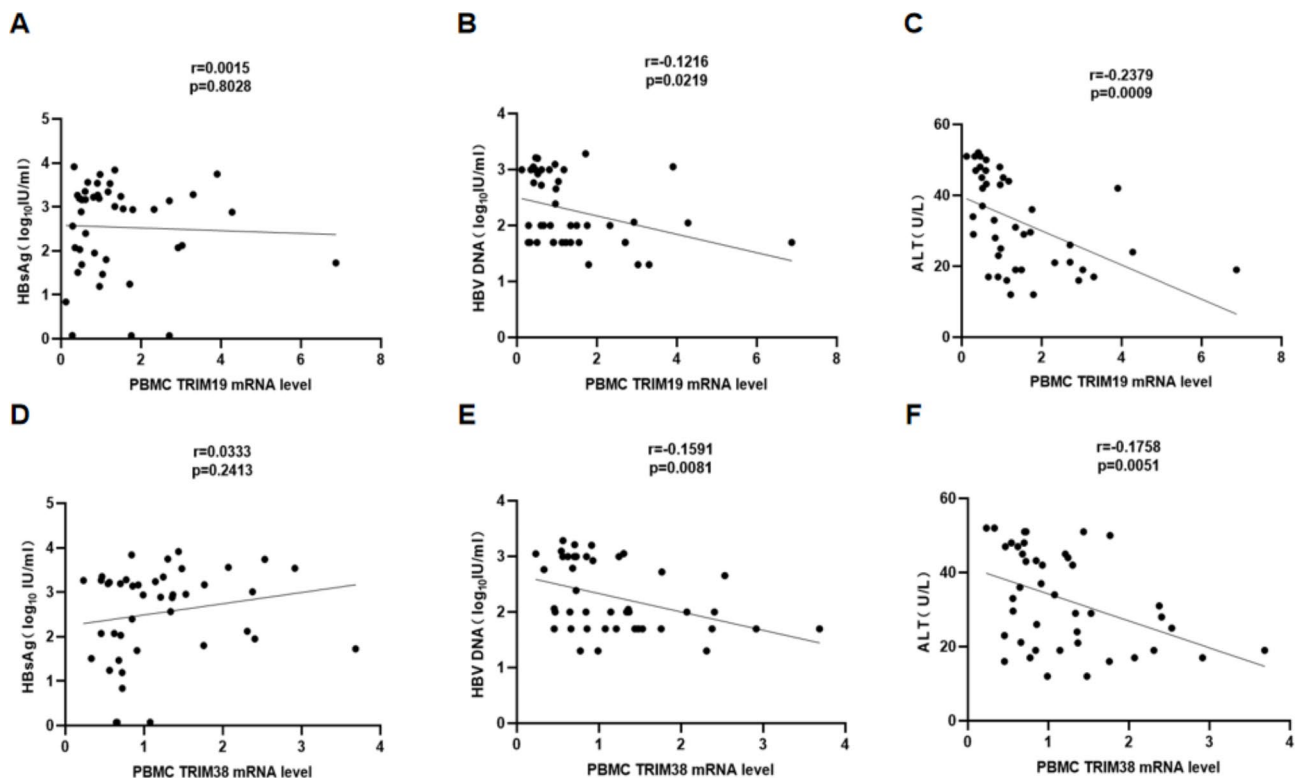 A
r=0.0015
p=0.8028
HBsAg（log10IU/ml）
5
4
3
2
1
0
0 2 4 6 8
PBMC TRIM19 mRNA level
B
r=-0.1216
p=0.0219
HBV DNA（log10IU/ml）
4
3
2
1
0
0 2 4 6 8
PBMC TRIM19 mRNA level
C
r=-0.2379
p=0.0009
ALT（U/L）
60
40
20
0
0 2 4 6 8
PBMC TRIM19 mRNA level
D
r=0.0333
p=0.2413
HBsAg（log10 IU/ml）
5
4
3
2
1
0
0 1 2 3 4
PBMC TRIM38 mRNA level
E
r=-0.1591
p=0.0081
HBV DNA（log10IU/ml）
4
3
2
1
0
0 1 2 3 4
PBMC TRIM38 mRNA level
F
r=-0.1758
p=0.0051
ALT（U/L）
60
40
20
0
0 1 2 3 4
PBMC TRIM38 mRNA level